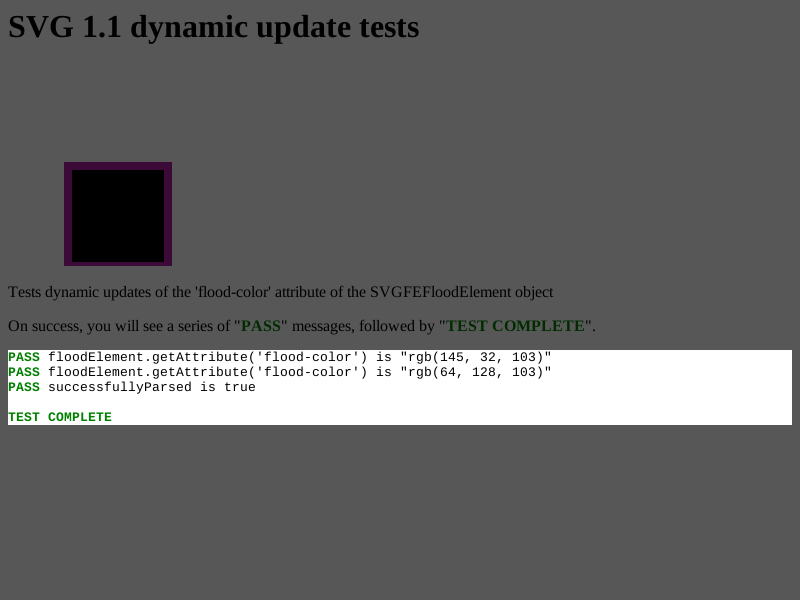 SVG 1.1 dynamic update tests
Tests dynamic updates of the 'flood-color' attribute of the SVGFEFloodElement object
On success, you will see a series of "PASS" messages, followed by "TEST COMPLETE".
PASS floodElement.getAttribute('flood-color') is "rgb(145, 32, 103)"
PASS floodElement.getAttribute('flood-color') is "rgb(64, 128, 103)"
PASS successfullyParsed is true
TEST COMPLETE